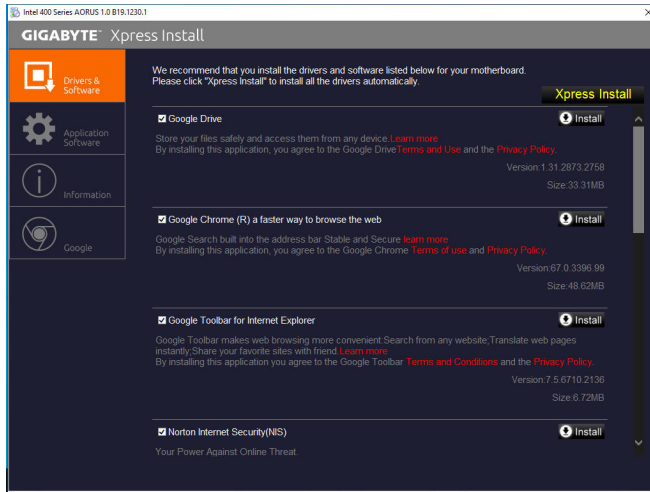 Intel 400 Series AORUS 1.0 B19.1230.1
GIGABYTE™ Xpress Install
Drivers &
Software
Application
Software
Information
Google
We recommend that you install the drivers and software listed below for your motherboard.
Please click "Xpress Install" to install all the drivers automatically.
Xpress Install
Google Drive
Install
Store your files safely and access them from any device.Learn more
By installing this application, you agree to the Google DriveTerms and Use and the Privacy Policy.
Version:1.31.2873.2758
Size:33.31MB
Google Chrome (R) a faster way to browse the web
Install
Google Search built into the address bar Stable and Secure learn more
By installing this application, you agree to the Google Chrome Terms of use and Privacy Policy.
Version:67.0.3396.99
Size:48.62MB
Google Toolbar for Internet Explorer
Install
Google Toolbar makes web browsing more convenient:Search from any website;Translate web pages
instantly;Share your favorite sites with friend.Learn more
By installing this application you agree to the Google Toolbar Terms and Conditions and the Privacy Policy.
Version:7.5.6710.2136
Size:6.72MB
Norton Internet Security(NIS)
Install
Your Power Against Online Threat.